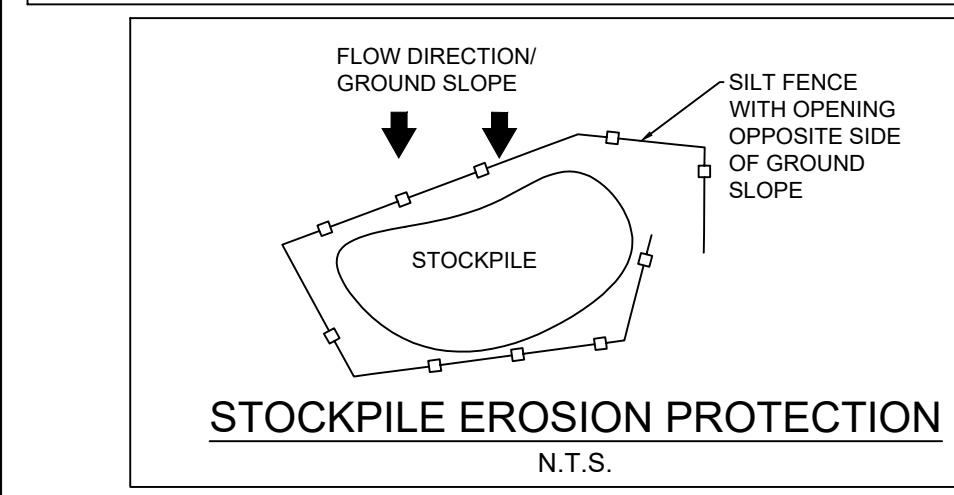 FLOW DIRECTION/
GROUND SLOPE
SILT FENCE
WITH OPENING
OPPOSITE SIDE
OF GROUND
SLOPE
STOCKPILE
STOCKPILE EROSION PROTECTION
N.T.S.